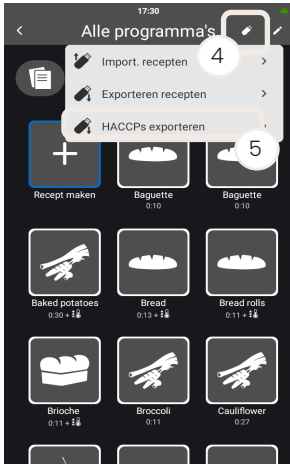 17:30
Alle programma's
4
Import. recepten
Exporteren recepten
HACCPs exporteren
5
Recept maken
Baguette
0:10
Baguette
0:10
Baked potatoes
0:30 +
Bread
0:13 +
Bread rolls
0:11 +
Brioche
0:11 +
Broccoli
0:11
Cauliflower
0:27